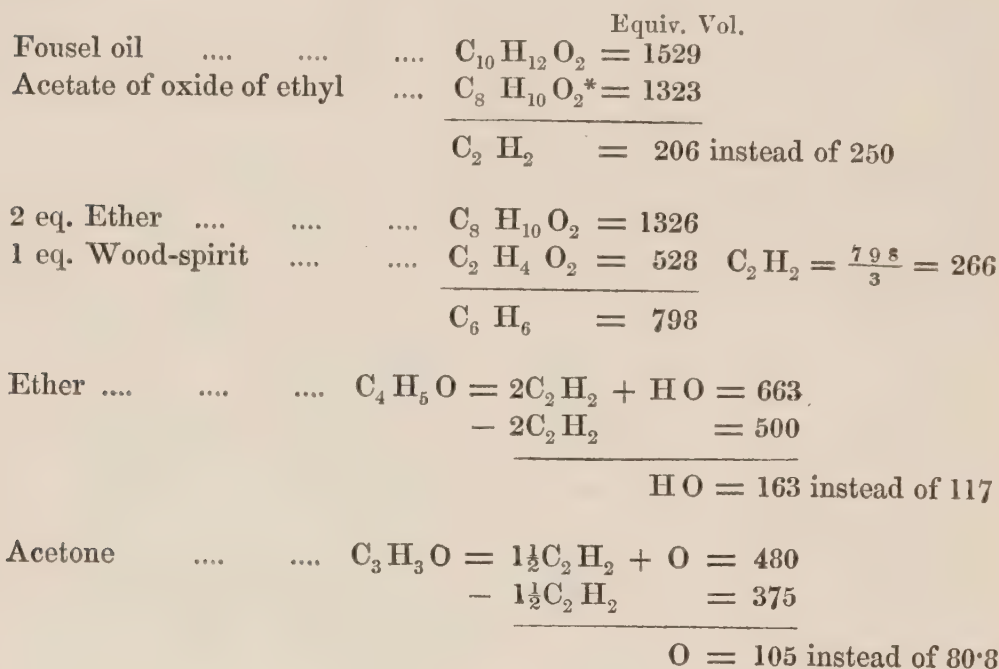 Equiv. Vol.
Fousel oil .... .... .... C₁₀ H₁₂ O₂ = 1529
Acetate of oxide of ethyl .... C₈ H₁₀ O₂* = 1323
C₂ H₂ = 206 instead of 250
2 eq. Ether .... .... .... C₈ H₁₀ O₂ = 1326
1 eq. Wood-spirit .... .... C₂ H₄ O₂ = 528 C₂ H₂ = 798/3 = 266
C₆ H₆ = 798
Ether .... .... .... C₄ H₅ O = 2C₂ H₂ + H O = 663
— 2C₂ H₂ = 500
H O = 163 instead of 117
Acetone .... .... C₃ H₃ O = 1½C₂ H₂ + O = 480
— 1½C₂ H₂ = 375
O = 105 instead of 80·8